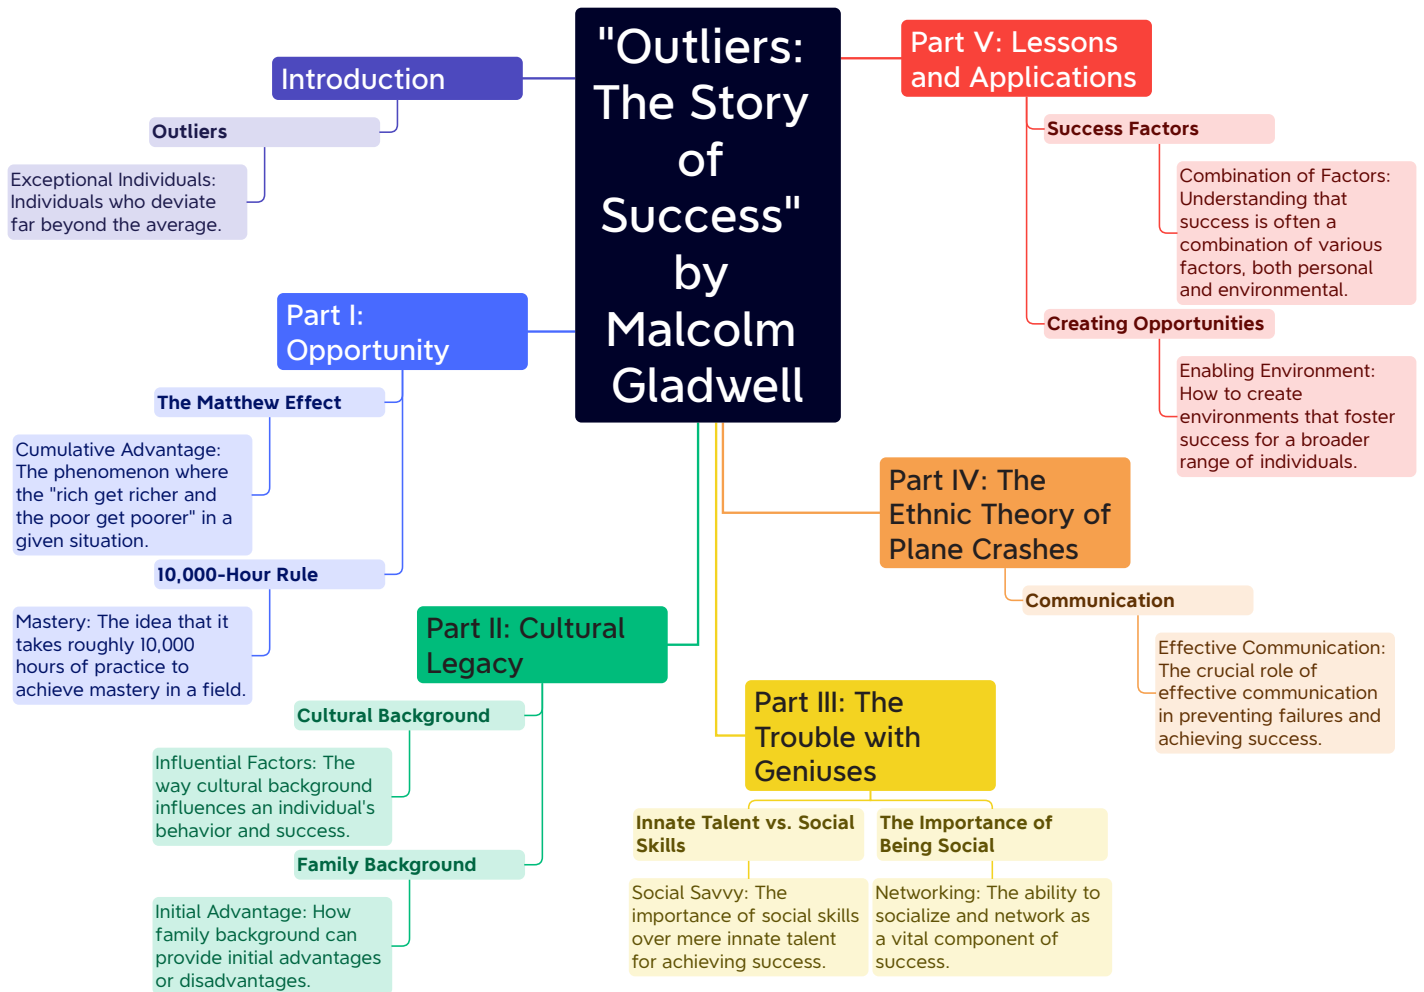 "Outliers:
The Story
of
Success"
by
Malcolm
Gladwell
Introduction
Outliers
Exceptional Individuals:
Individuals who deviate
far beyond the average.
Part I:
Opportunity
The Matthew Effect
Cumulative Advantage:
The phenomenon where
the "rich get richer and
the poor get poorer" in a
given situation.
10,000-Hour Rule
Mastery: The idea that it
takes roughly 10,000
hours of practice to
achieve mastery in a field.
Part II: Cultural
Legacy
Cultural Background
Influential Factors: The
way cultural background
influences an individual's
behavior and success.
Family Background
Initial Advantage: How
family background can
provide initial advantages
or disadvantages.
Part III: The
Trouble with
Geniuses
Innate Talent vs. Social
Skills
Social Savvy: The
importance of social skills
over mere innate talent
for achieving success.
The Importance of
Being Social
Networking: The ability to
socialize and network as
a vital component of
success.
Part IV: The
Ethnic Theory of
Plane Crashes
Communication
Effective Communication:
The crucial role of
effective communication
in preventing failures and
achieving success.
Part V: Lessons
and Applications
Success Factors
Combination of Factors:
Understanding that
success is often a
combination of various
factors, both personal
and environmental.
Creating Opportunities
Enabling Environment:
How to create
environments that foster
success for a broader
range of individuals.